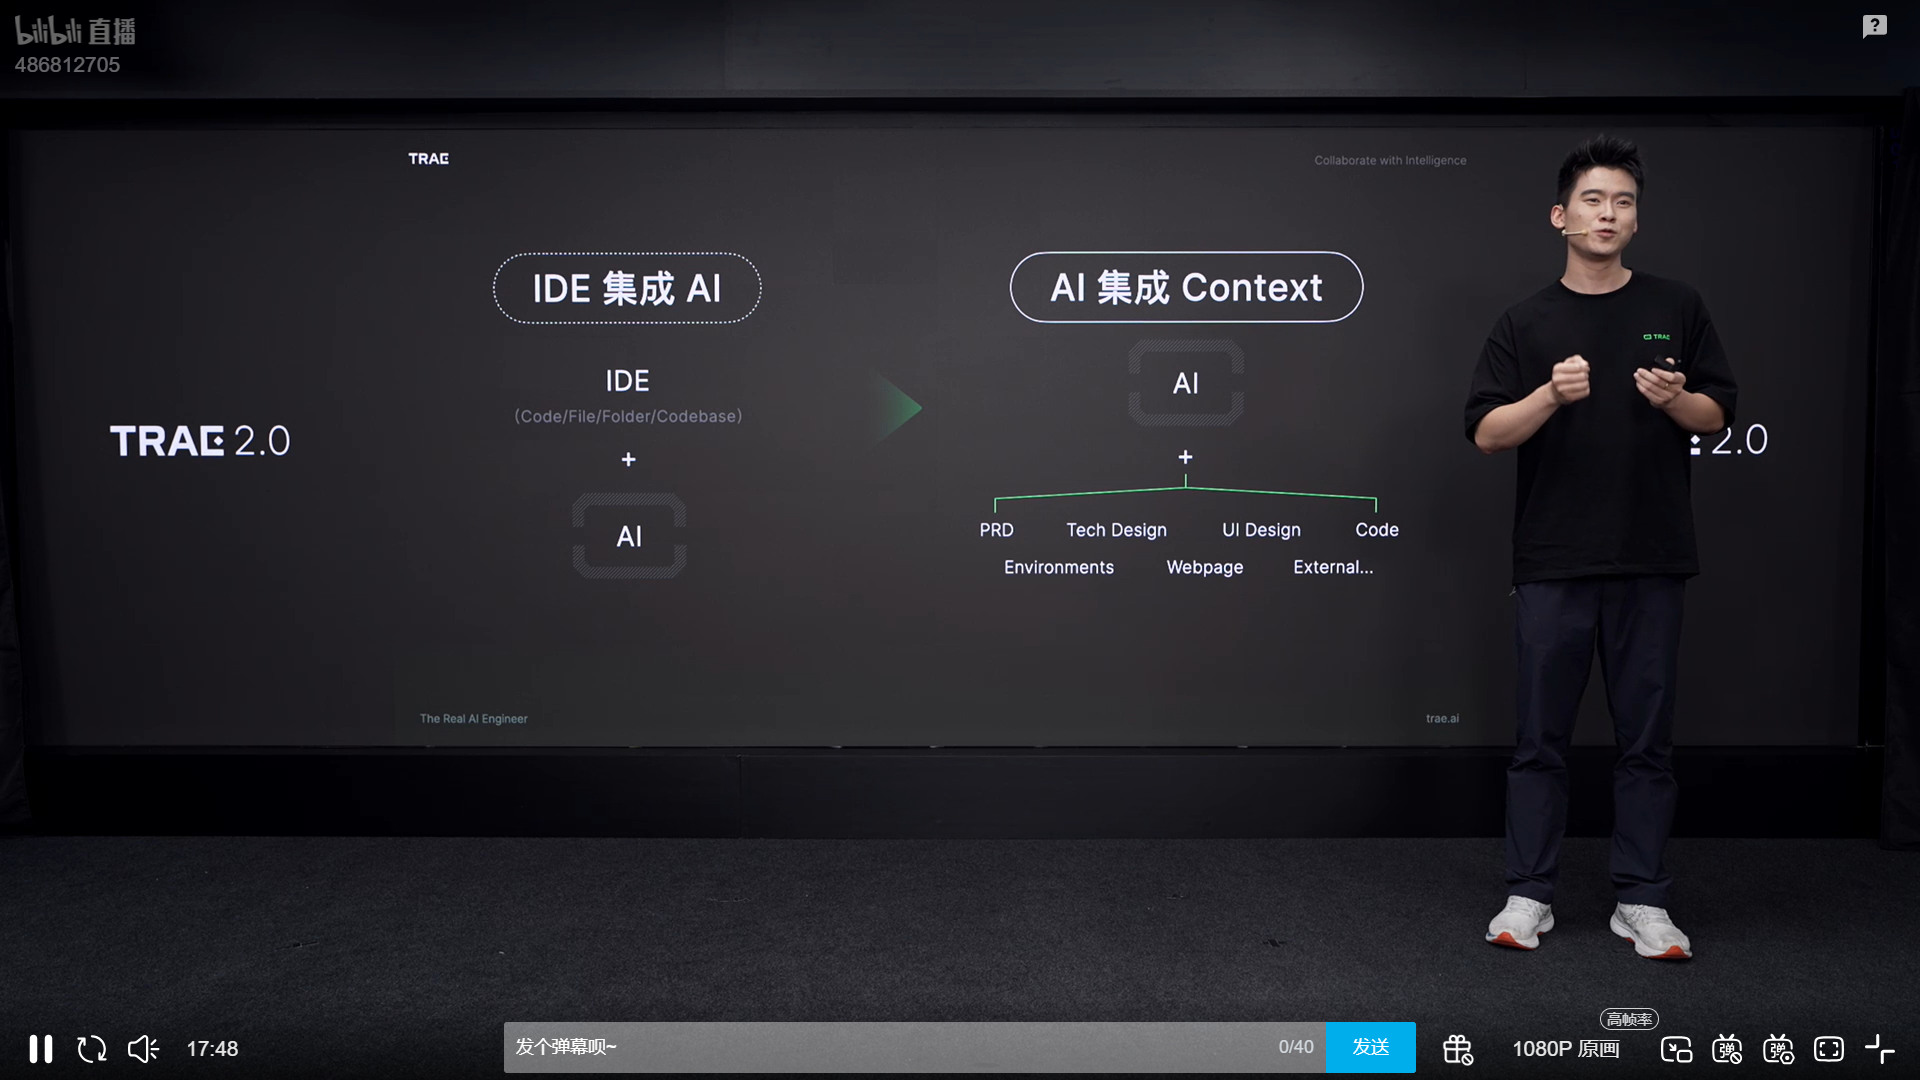 bilibili 直播
486812705
TRAE
Collaborate with Intelligence
IDE 集成 AI
AI 集成 Context
IDE
(Code/File/Folder/Codebase)
+
AI
AI
+
PRD
Tech Design
UI Design
Code
Environments
Webpage
External...
TRAE 2.0
2.0
TRAE
The Real AI Engineer
trae.ai
17:48
发个弹幕呗~
0/40
发送
高帧率
1080P 原画
弹
弹